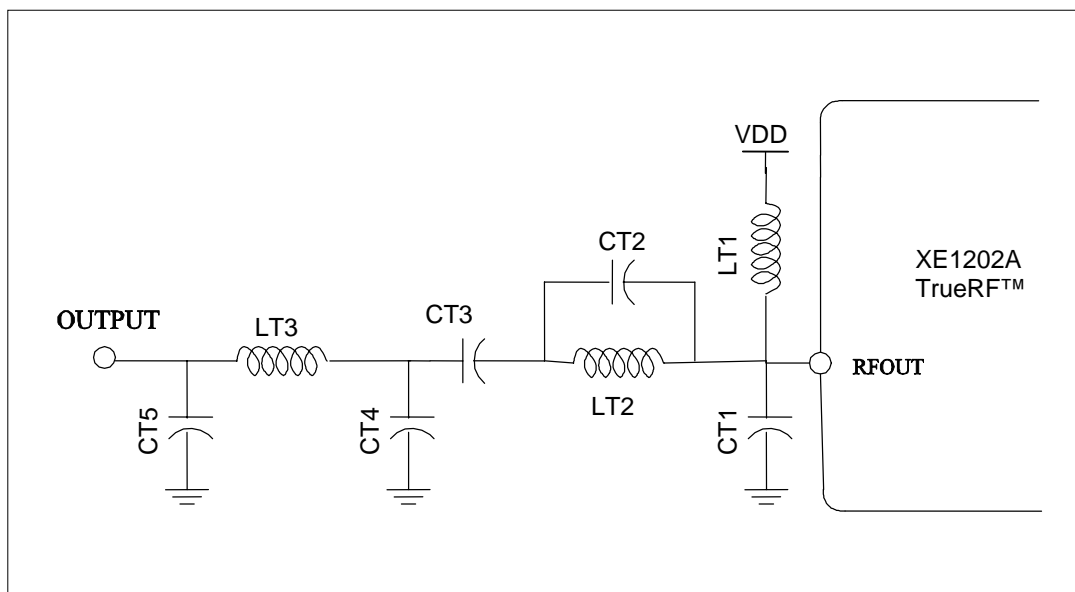 VDD
LT1
CT2
XE1202A
TrueRF™
CT3
OUTPUT
LT3
RFOUT
LT2
CT5
CT4
CT1